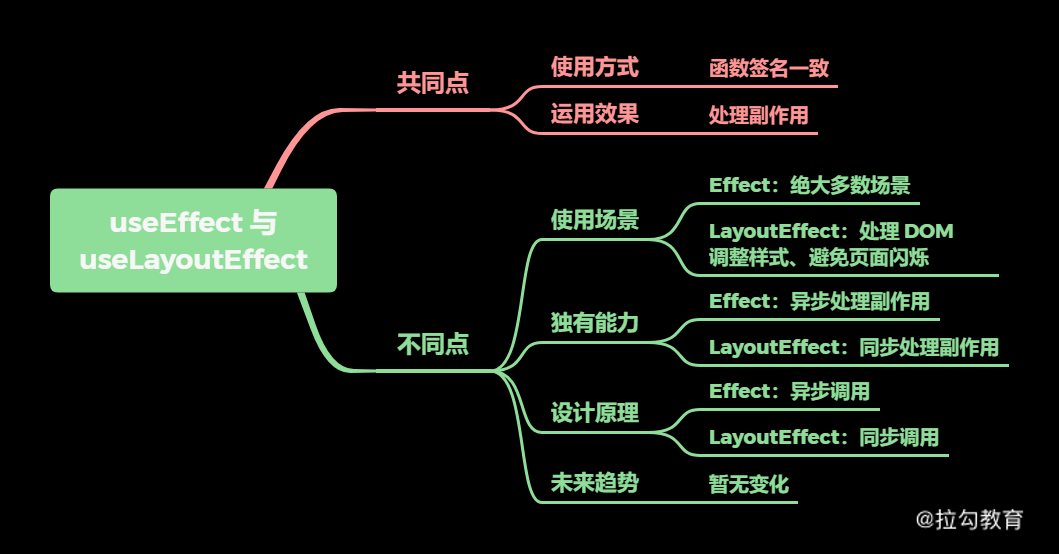 共同点
使用方式
函数签名一致
运用效果
处理副作用
useEffect 与
useLayoutEffect
不同点
使用场景
Effect：绝大多数场景
LayoutEffect：处理 DOM
调整样式、避免页面闪烁
独有能力
Effect：异步处理副作用
LayoutEffect：同步处理副作用
设计原理
Effect：异步调用
LayoutEffect：同步调用
未来趋势
暂无变化
@拉勾教育